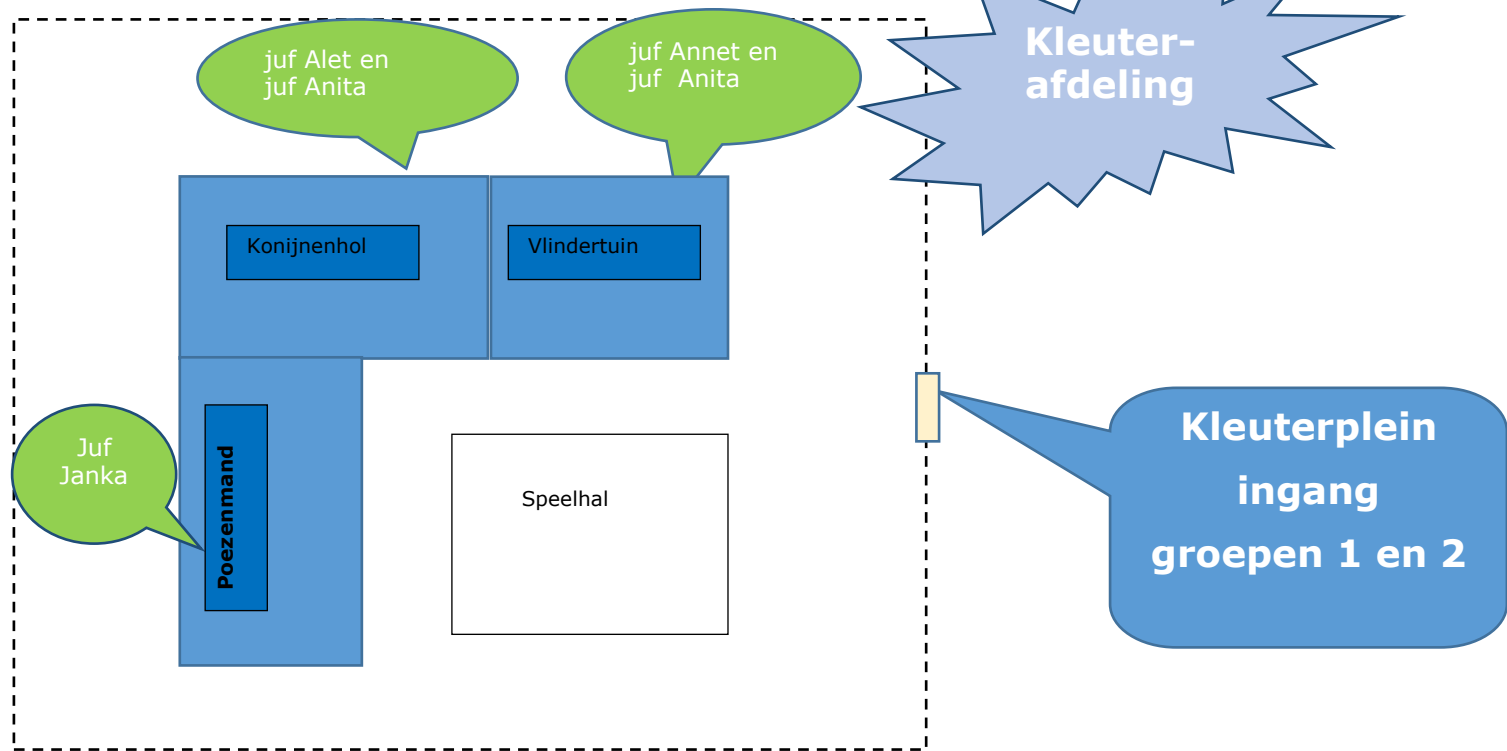 juf Alet en
juf Anita
juf Annet en
juf Anita
Kleuter-
afdeling
Konijnenhol
Vlindertuin
Juf
Janka
Poezenmand
Speelhal
Kleuterplein
ingang
groepen 1 en 2